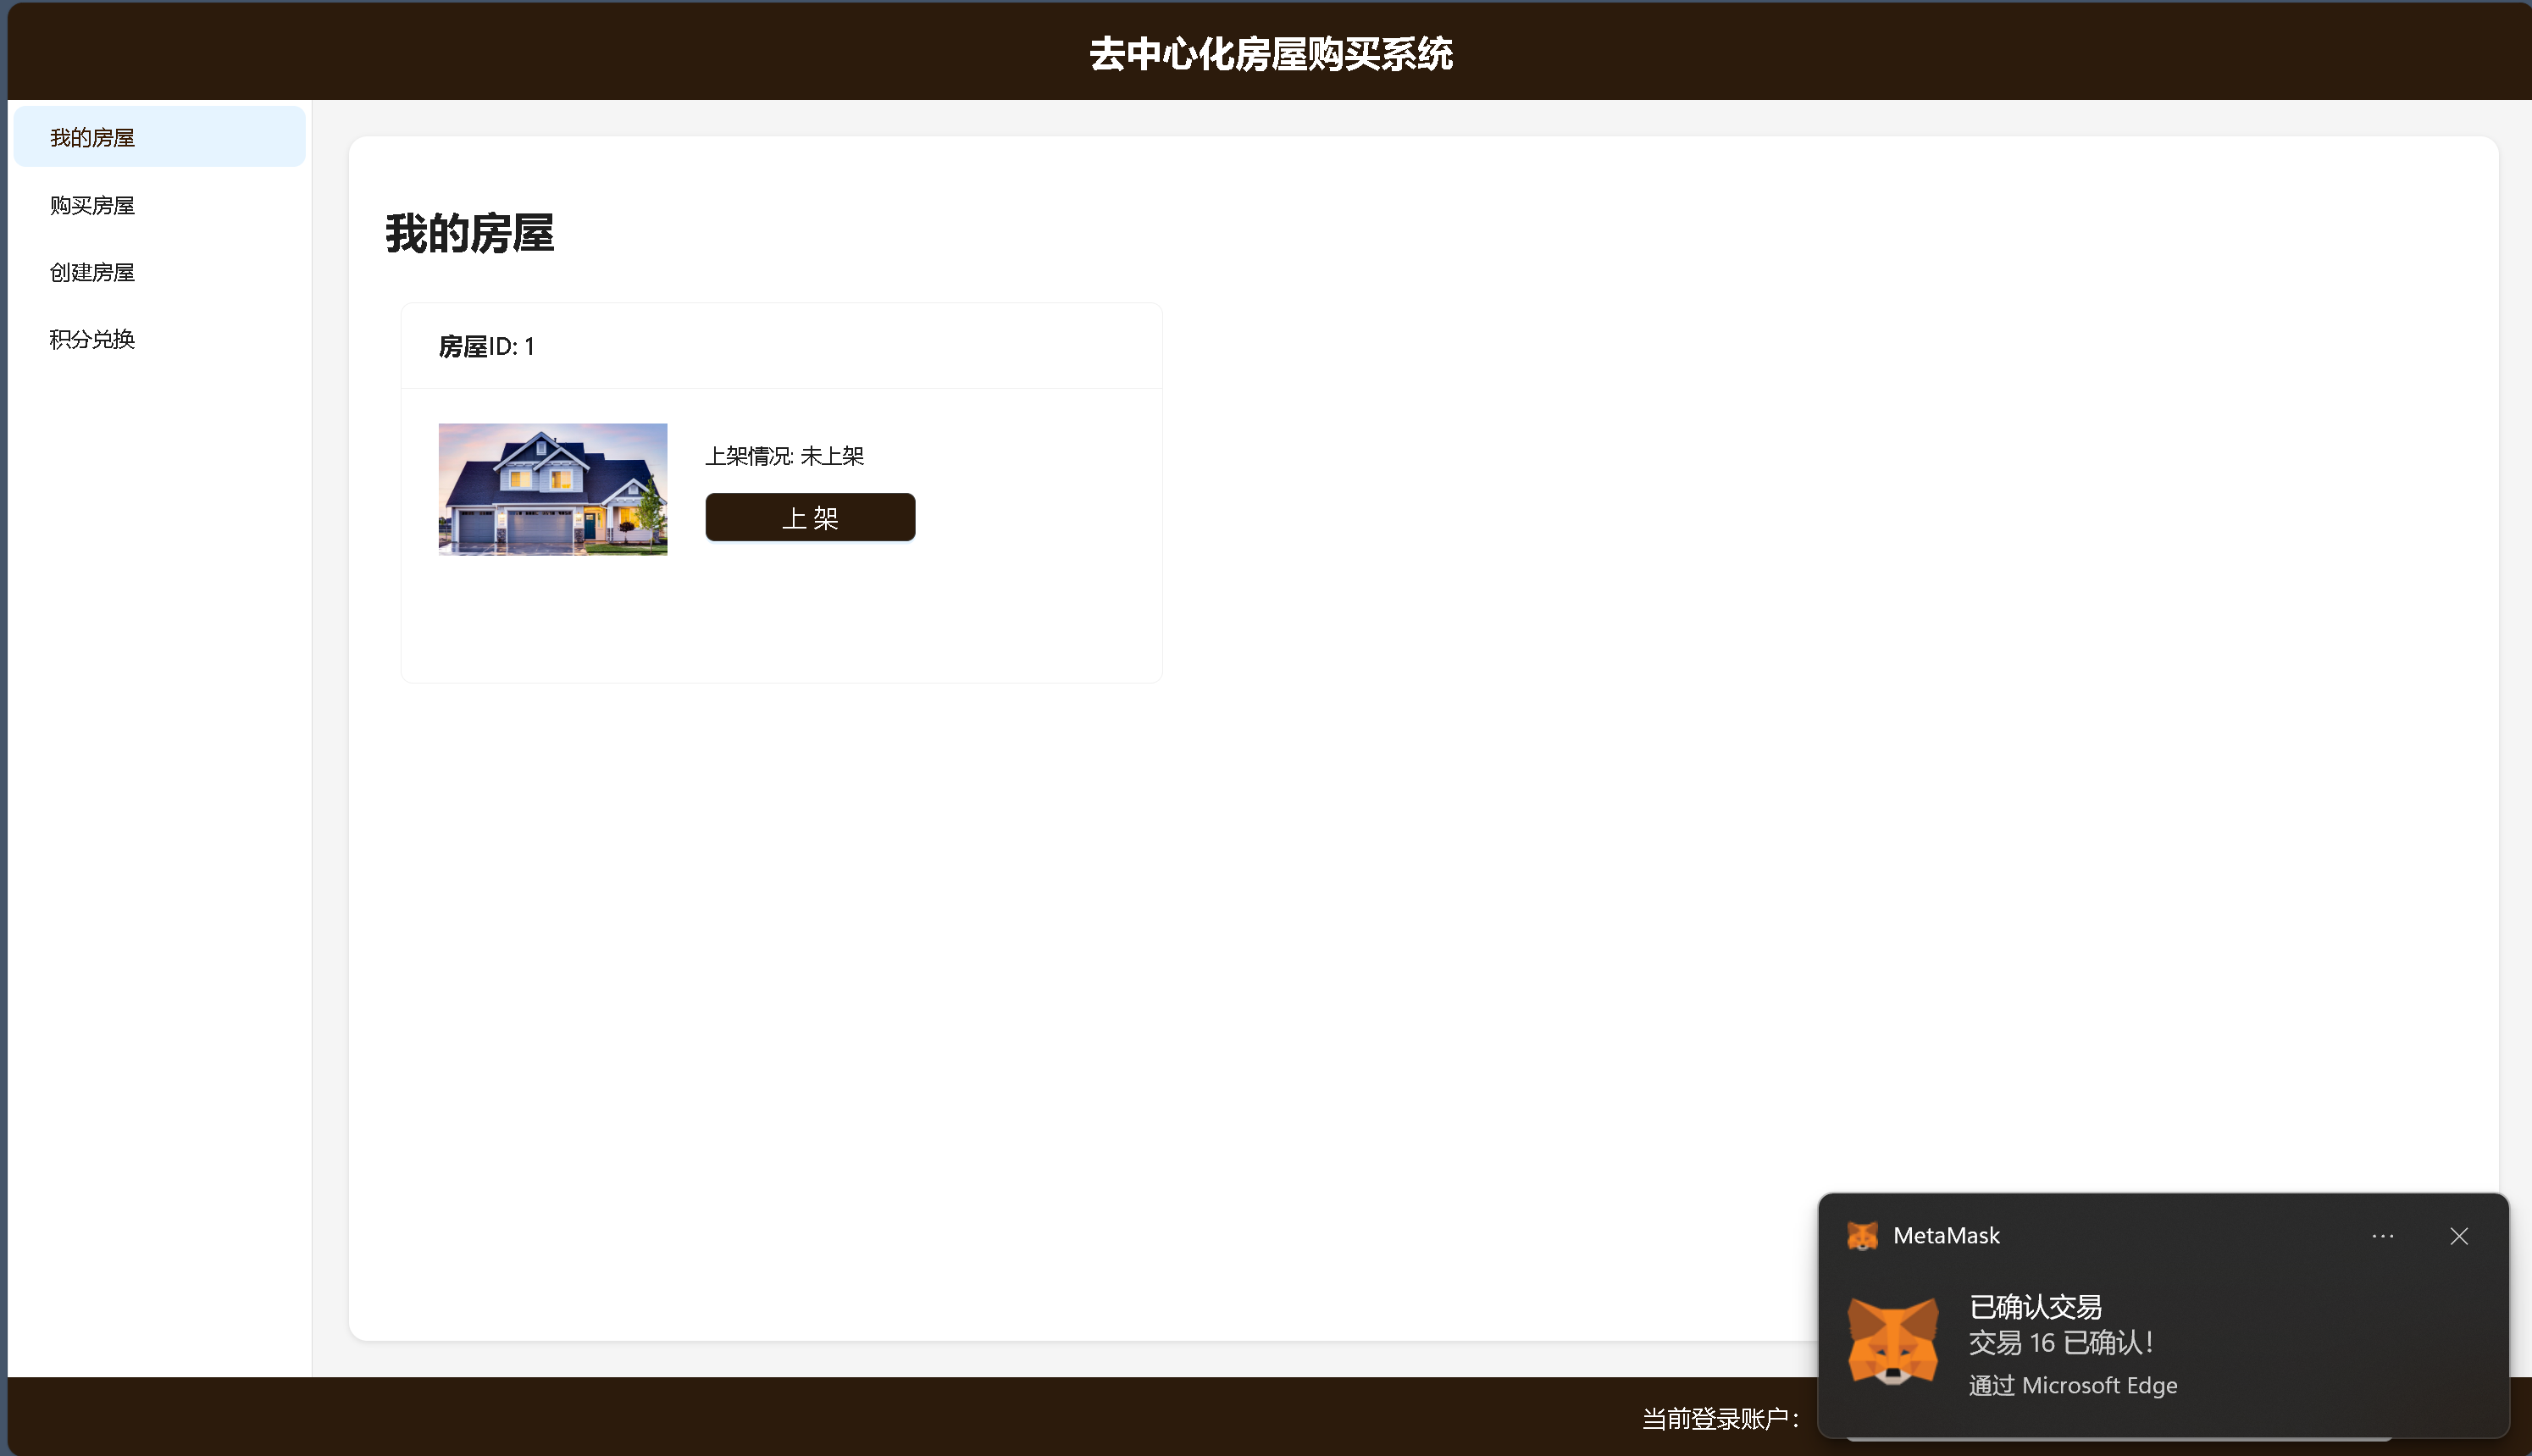 去中心化房屋购买系统
我的房屋
购买房屋
创建房屋
积分兑换
我的房屋
房屋ID: 1
上架情况: 未上架
上 架
MetaMask
已确认交易
交易 16 已确认!
通过 Microsoft Edge
当前登录账户: